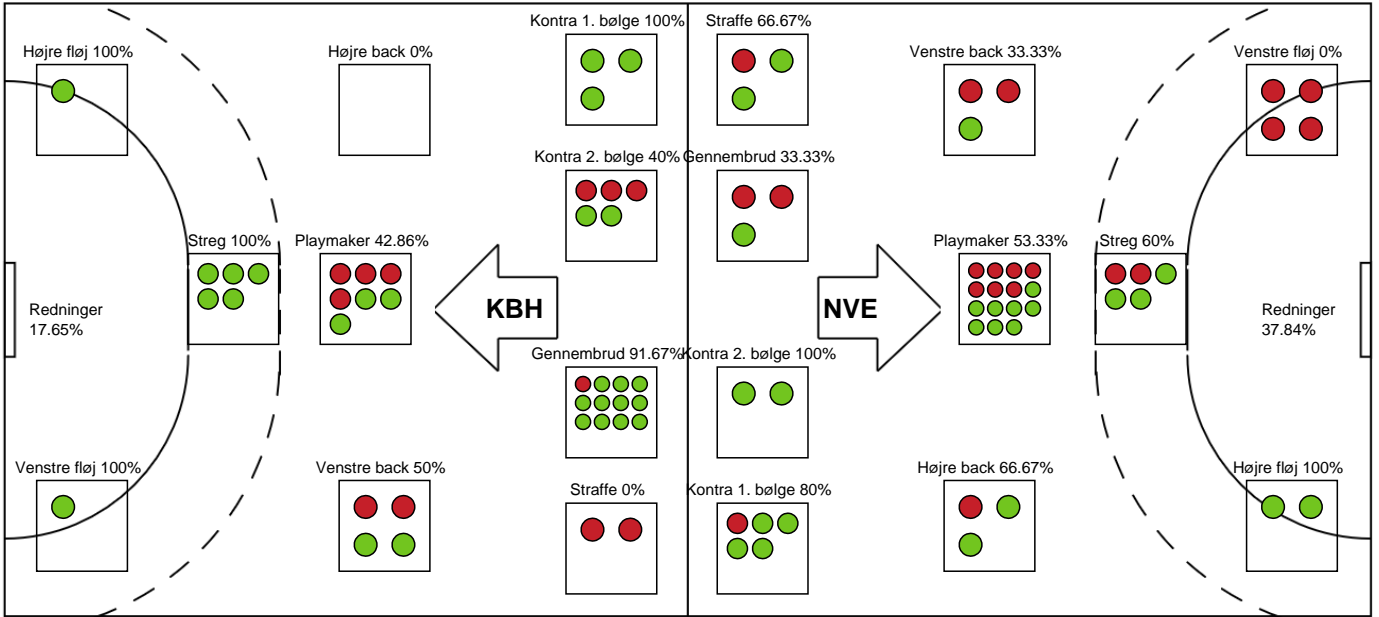 Kontra 1. bølge 100%
Straffe 66.67%
Højre fløj 100%
Højre back 0%
Venstre back 33.33%
Venstre fløj 0%
Kontra 2. bølge 40%
Gennembrud 33.33%
Streg 100%
Playmaker 42.86%
Playmaker 53.33%
Streg 60%
Redninger
17.65%
KBH
NVE
Redninger
37.84%
Gennembrud 91.67%
Kontra 2. bølge 100%
Venstre fløj 100%
Venstre back 50%
Straffe 0%
Kontra 1. bølge 80%
Højre back 66.67%
Højre fløj 100%